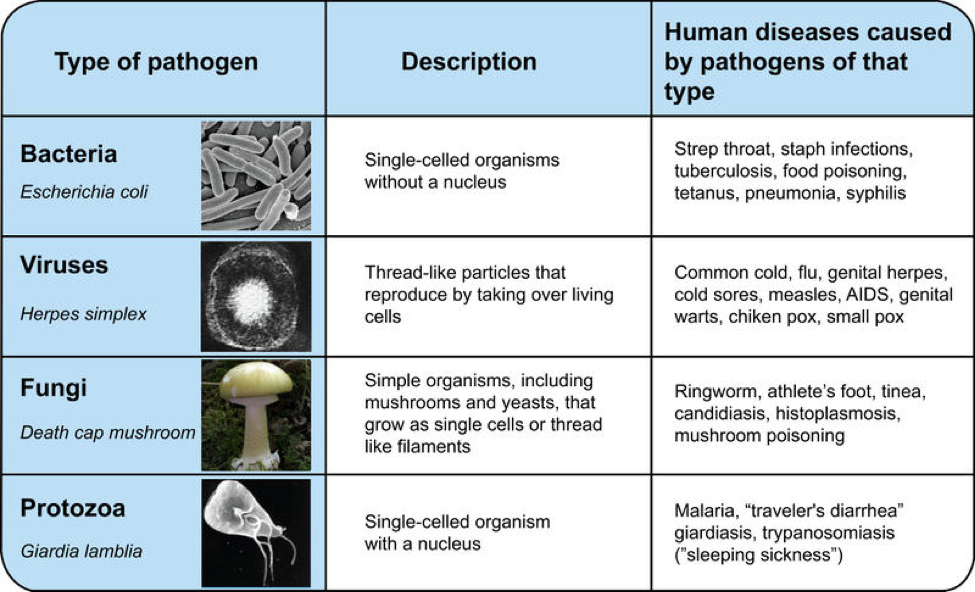 Type of pathogen
Description
Human diseases caused
by pathogens of that
type
Bacteria
Escherichia coli
Single-celled organisms
without a nucleus
Strep throat, staph infections,
tuberculosis, food poisoning,
tetanus, pneumonia, syphilis
Viruses
Herpes simplex
Thread-like particles that
reproduce by taking over living
cells
Common cold, flu, genital herpes,
cold sores, measles, AIDS, genital
warts, chiken pox, small pox
Fungi
Death cap mushroom
Simple organisms, including
mushrooms and yeasts, that
grow as single cells or thread
like filaments
Ringworm, athlete’s foot, tinea,
candidiasis, histoplasmosis,
mushroom poisoning
Protozoa
Giardia lamblia
Single-celled organism
with a nucleus
Malaria, “traveler's diarrhea”
giardiasis, trypanosomiasis
(”sleeping sickness”)